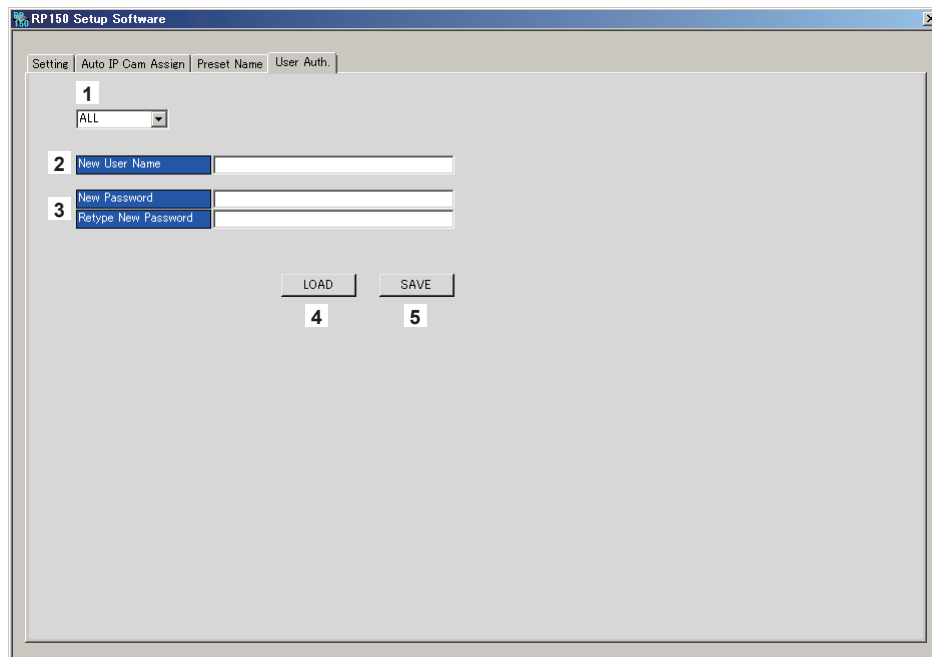 RP150 Setup Software
Setting Auto IP Cam Assign Preset Name User Auth.
1
ALL
2 New User Name
New Password
3
Retype New Password
LOAD SAVE
4 5